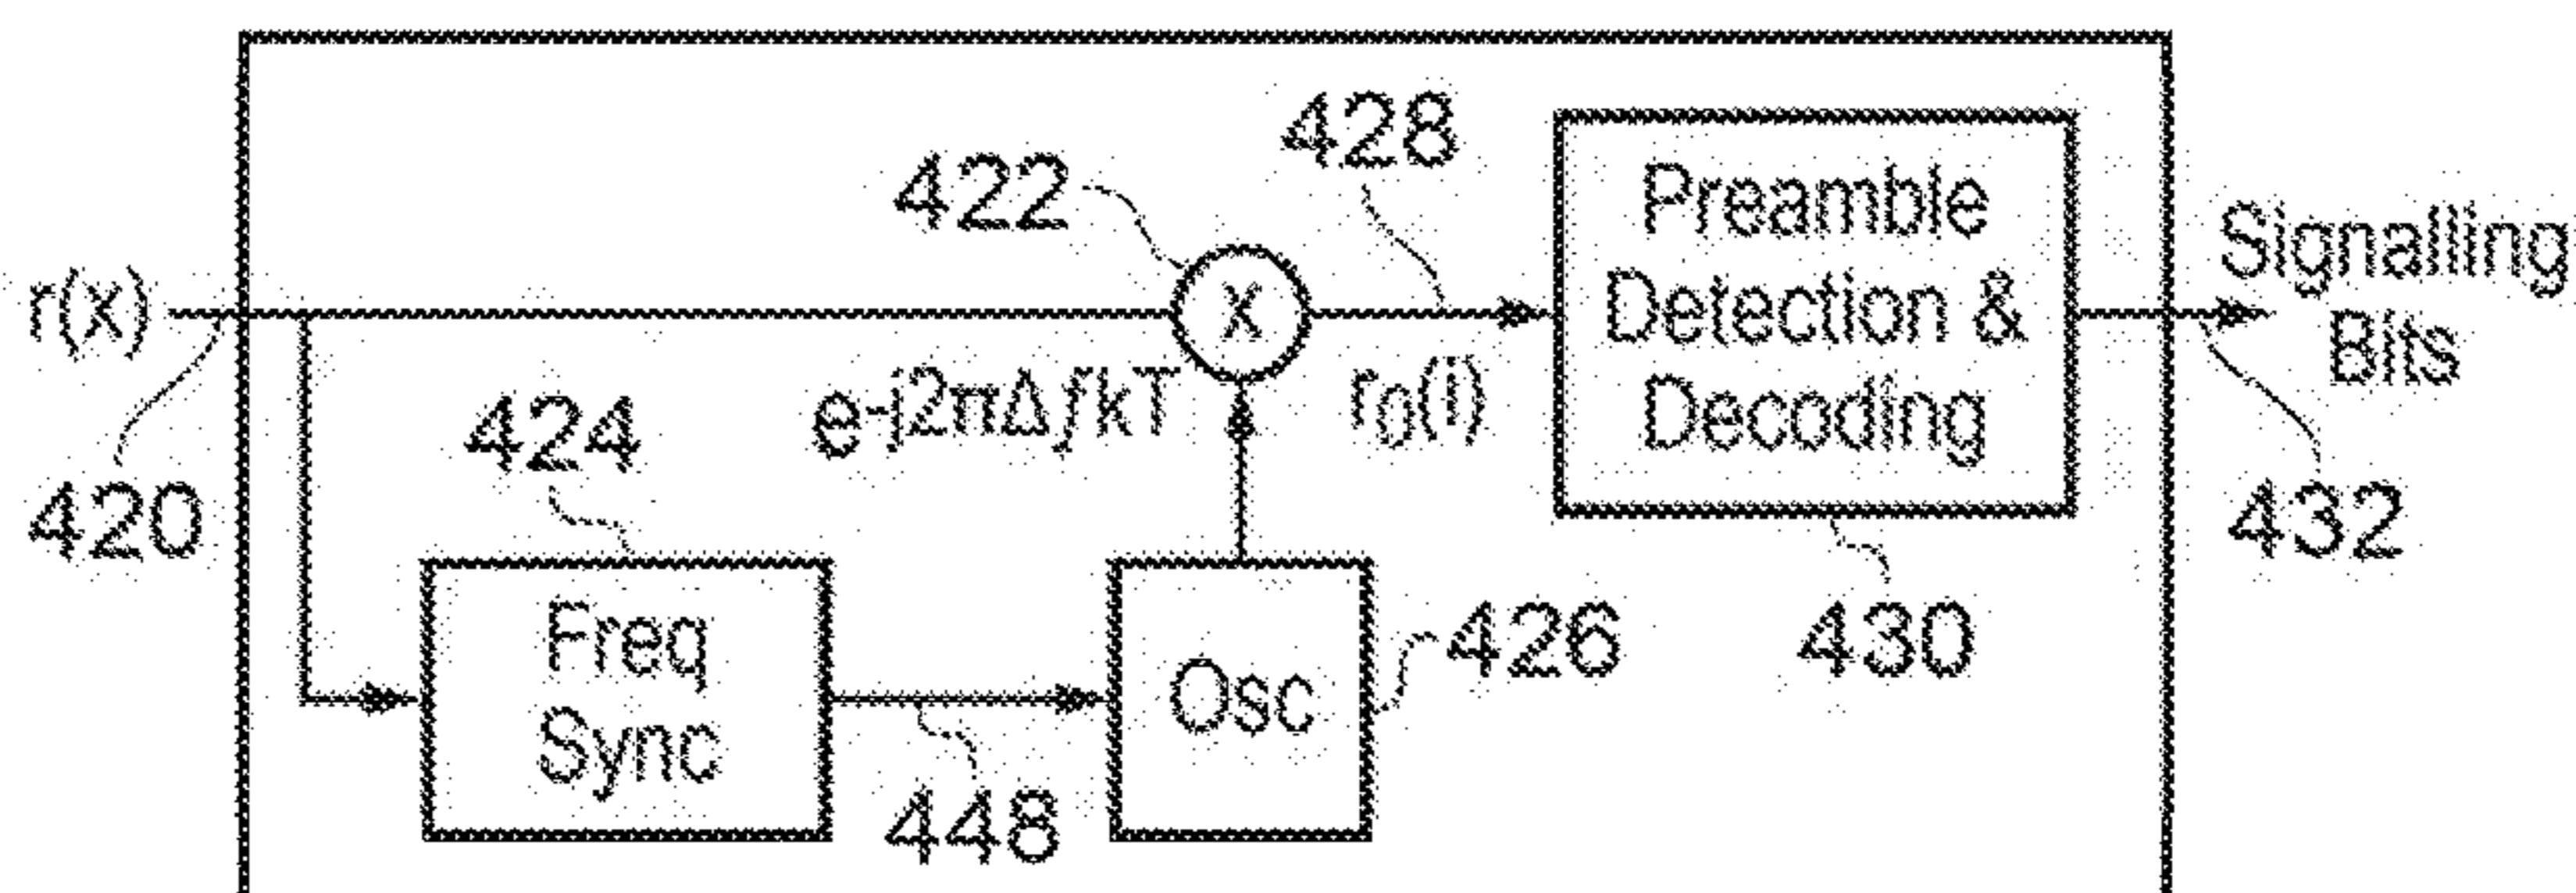 428
422
Preamble
Detection &
Decoding
Signalling
Bits
r(x)
X
e-j2πΔfkT
r0(i)
424
420
432
Freq
Sync
Osc
426
430
448